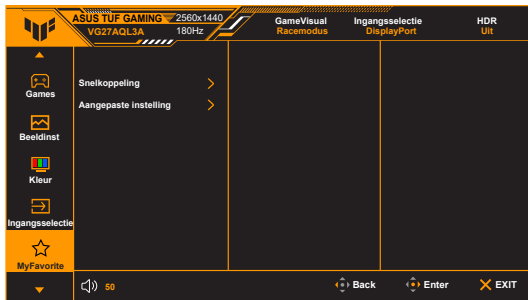 ASUS TUF GAMING 2560x1440
VG27AQL3A 180Hz
GameVisual
Racemodus
Ingangsselectie
DisplayPort
HDR
Uit
Games
Beeldinst
Kleur
Ingangsselectie
MyFavorite
Snelkoppeling
Aangepaste instelling
50
Back
Enter
EXIT